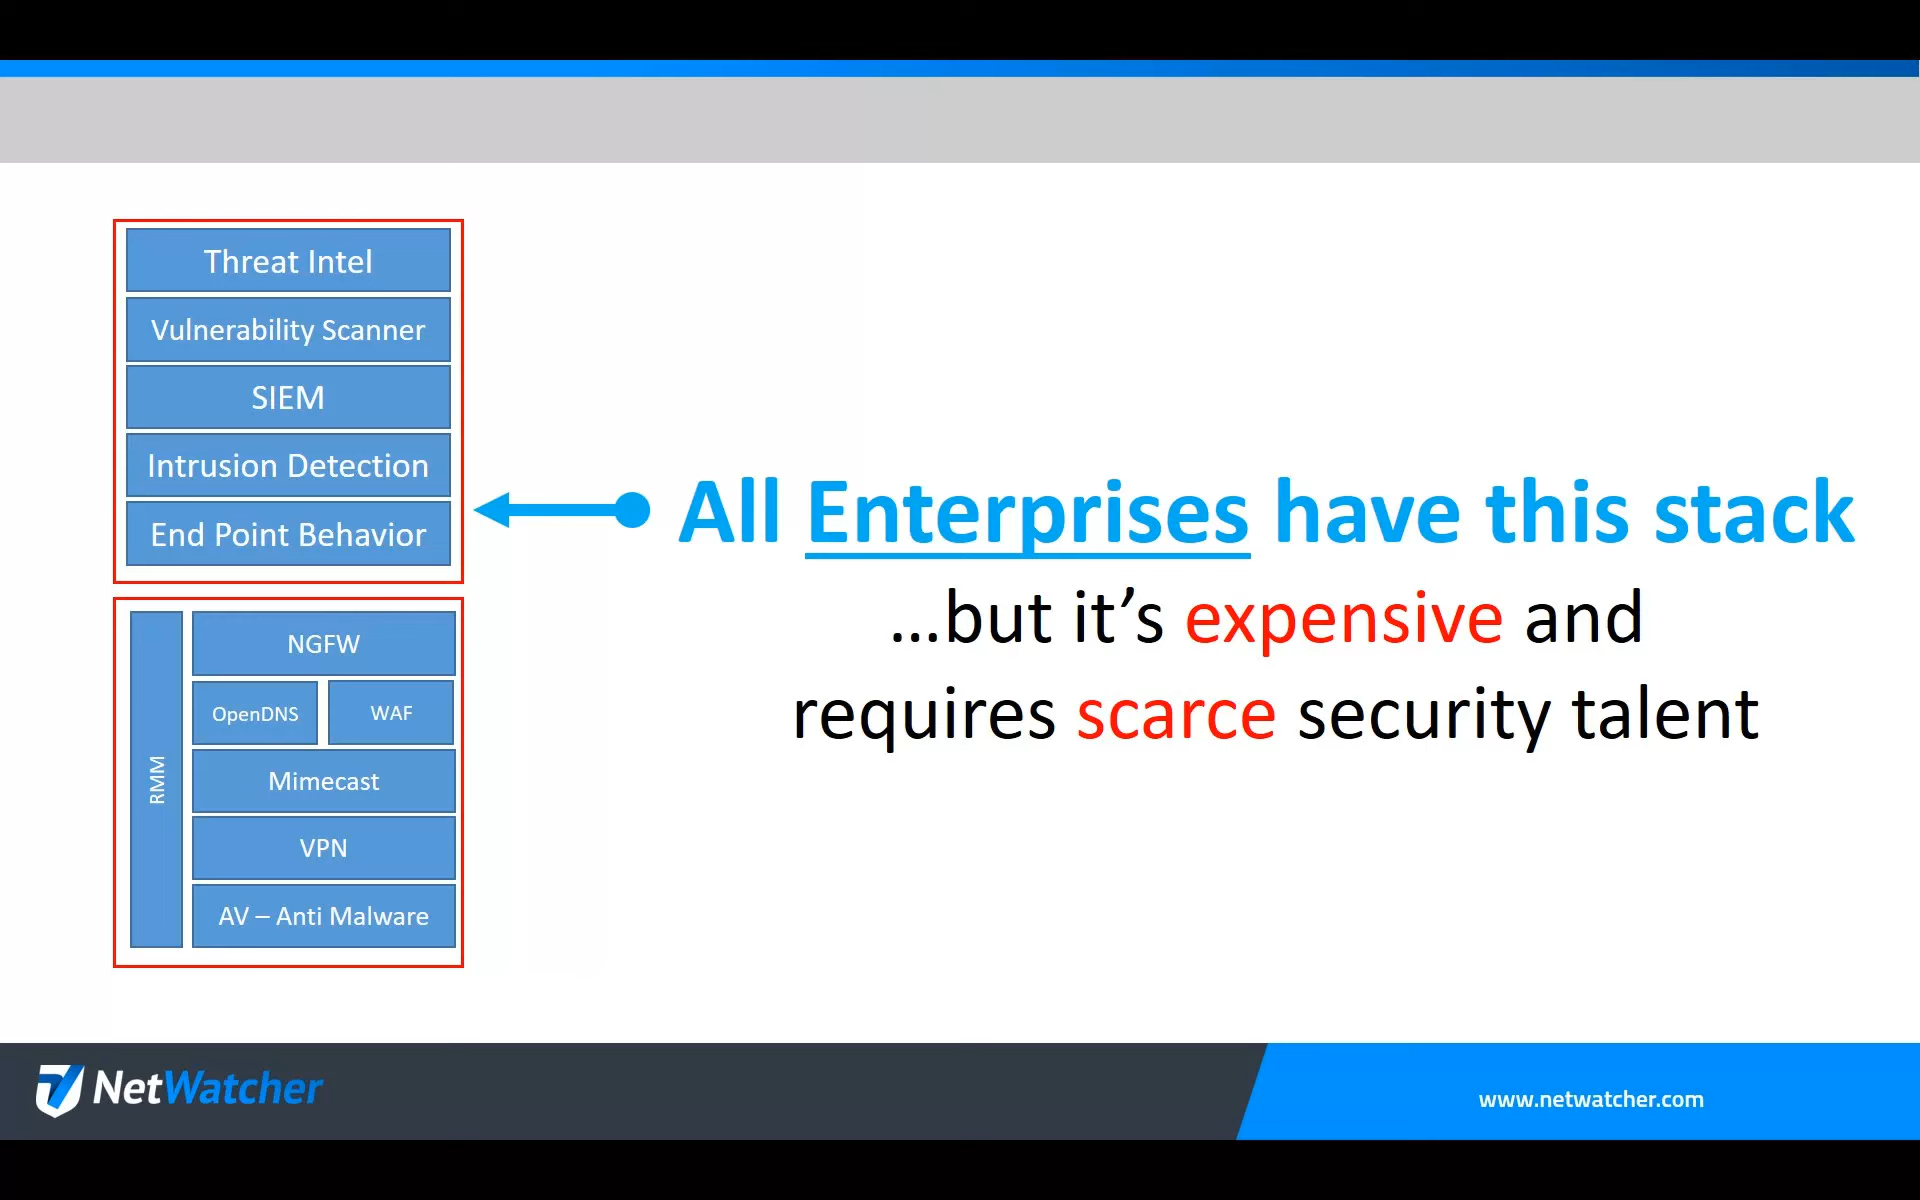 Threat Intel
Vulnerability Scanner
SIEM
Intrusion Detection
End Point Behavior
RMM
NGFW
OpenDNS
WAF
Mimecast
VPN
AV – Anti Malware
All Enterprises have this stack
...but it’s expensive and
requires scarce security talent
NetWatcher
www.netwatcher.com